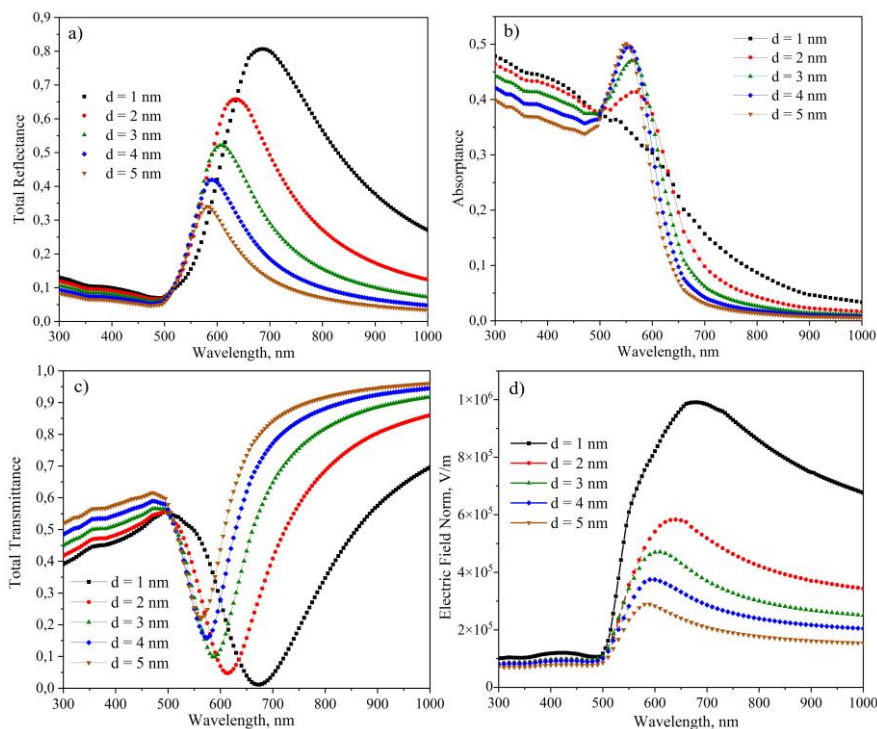 a)
Total Reflectance
0,8
0,7
0,6
0,5
0,4
0,3
0,2
0,1
0,0
d = 1 nm
d = 2 nm
d = 3 nm
d = 4 nm
d = 5 nm
300 400 500 600 700 800 900 1000
Wavelength, nm
b)
Absorptance
0,5
0,4
0,3
0,2
0,1
0,0
d = 1 nm
d = 2 nm
d = 3 nm
d = 4 nm
d = 5 nm
300 400 500 600 700 800 900 1000
Wavelength, nm
c)
Total Transmittance
1,0
0,9
0,8
0,7
0,6
0,5
0,4
0,3
0,2
0,1
0,0
d = 1 nm
d = 2 nm
d = 3 nm
d = 4 nm
d = 5 nm
300 400 500 600 700 800 900 1000
Wavelength, nm
d)
Electric Field Norm, V/m
1×10⁶
8×10⁵
6×10⁵
4×10⁵
2×10⁵
0
d = 1 nm
d = 2 nm
d = 3 nm
d = 4 nm
d = 5 nm
300 400 500 600 700 800 900 1000
Wavelength, nm